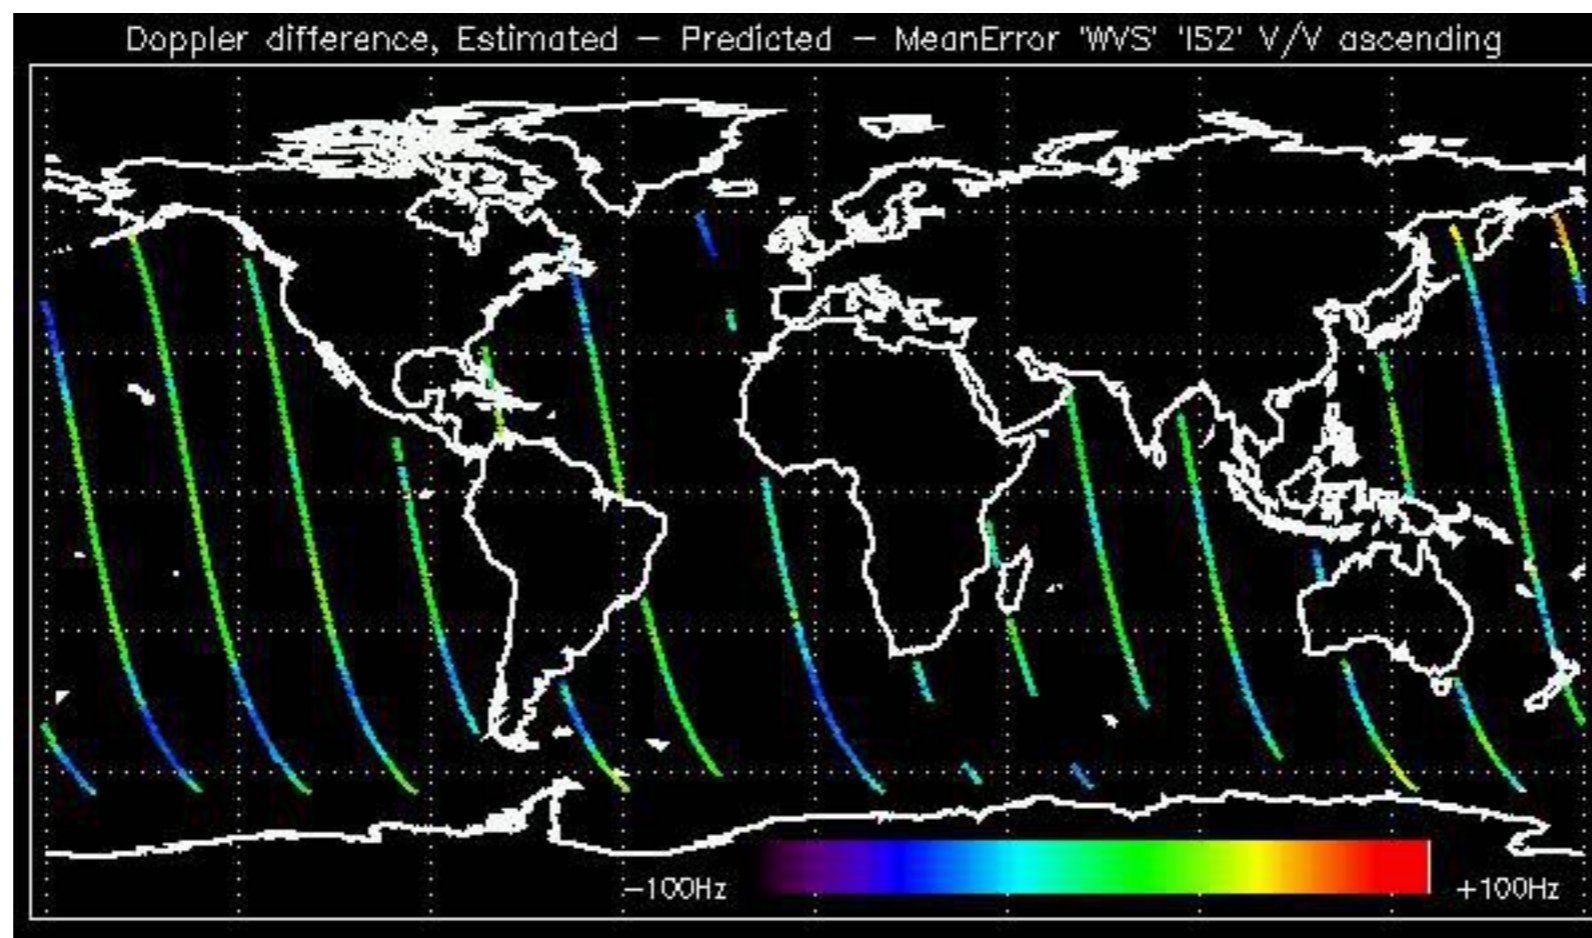 Doppler difference, Estimated - Predicted - MeanError 'WVS' 'IS2' V/V ascending
-100Hz
+100Hz